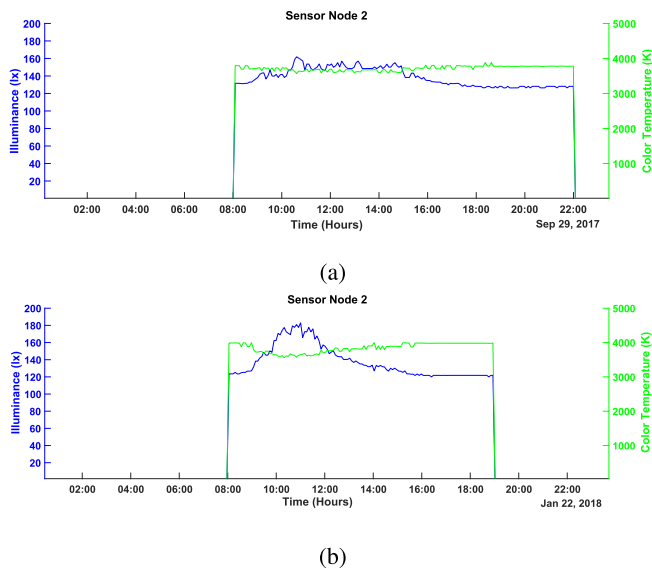 Sensor Node 2
200
180
160
140
120
100
80
60
40
20
Illuminance (lx)
5000
4000
3000
2000
1000
Color Temperature (K)
02:00 04:00 06:00 08:00 10:00 12:00 14:00 16:00 18:00 20:00 22:00
Time (Hours)
Sep 29, 2017
(a)
Sensor Node 2
200
180
160
140
120
100
80
60
40
20
Illuminance (lx)
5000
4000
3000
2000
1000
Color Temperature (K)
02:00 04:00 06:00 08:00 10:00 12:00 14:00 16:00 18:00 20:00 22:00
Time (Hours)
Jan 22, 2018
(b)